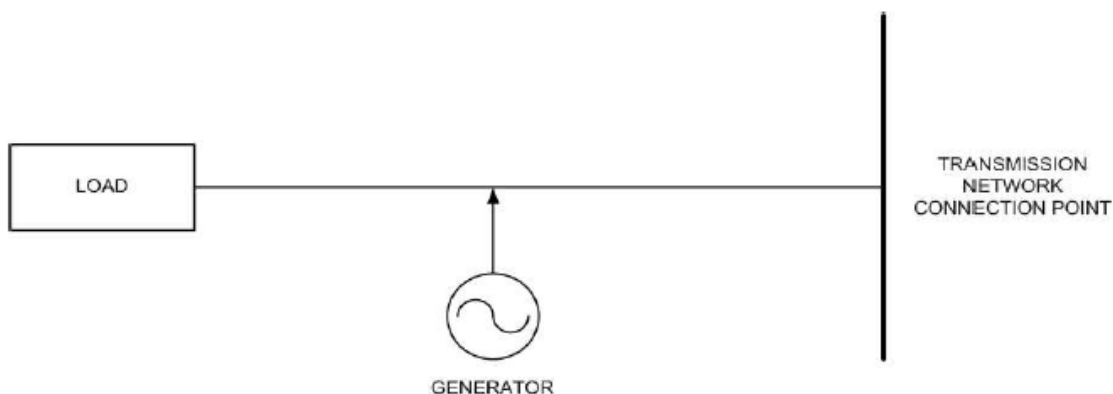 LOAD
TRANSMISSION
NETWORK
CONNECTION POINT
GENERATOR